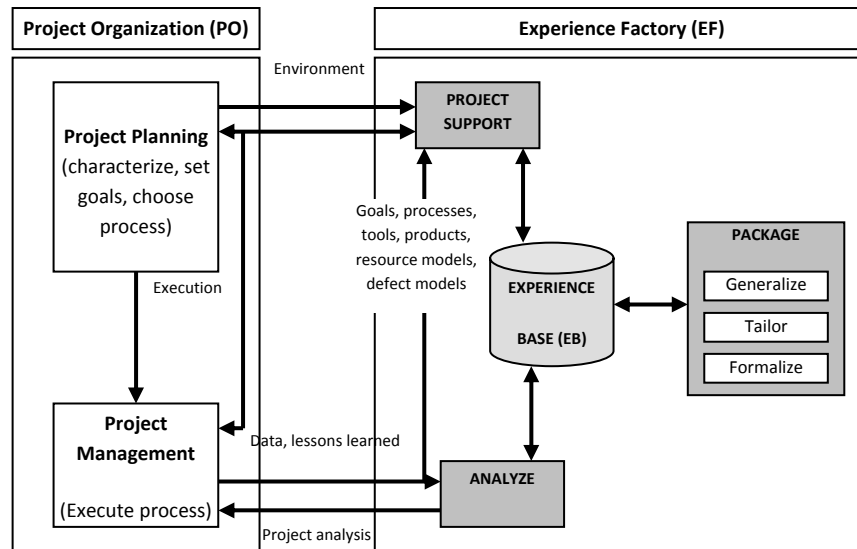 Project Organization (PO)
Experience Factory (EF)
Environment
Project Planning
(characterize, set
goals, choose
process)
PROJECT
SUPPORT
Goals, processes,
tools, products,
resource models,
defect models
Execution
EXPERIENCE
BASE (EB)
PACKAGE
Generalize
Tailor
Formalize
Project
Management
(Execute process)
Data, lessons learned
ANALYZE
Project analysis